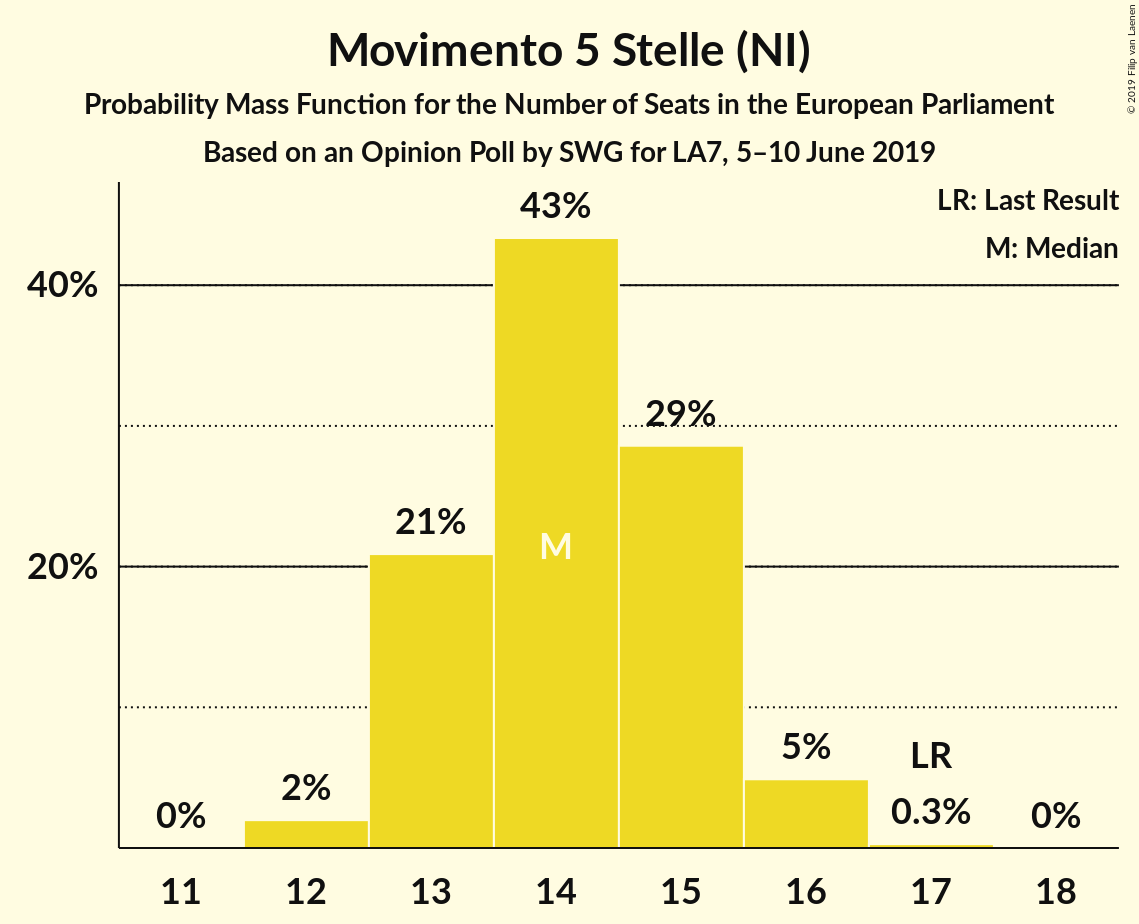 Movimento 5 Stelle (NI)
Probability Mass Function for the Number of Seats in the European Parliament
Based on an Opinion Poll by SWG for LA7, 5–10 June 2019
© 2019 Filip van Laenen
LR: Last Result
M: Median
43%
40%
29%
21%
M
20%
5%
LR
2%
0.3%
0%
0%
11 12 13 14 15 16 17 18